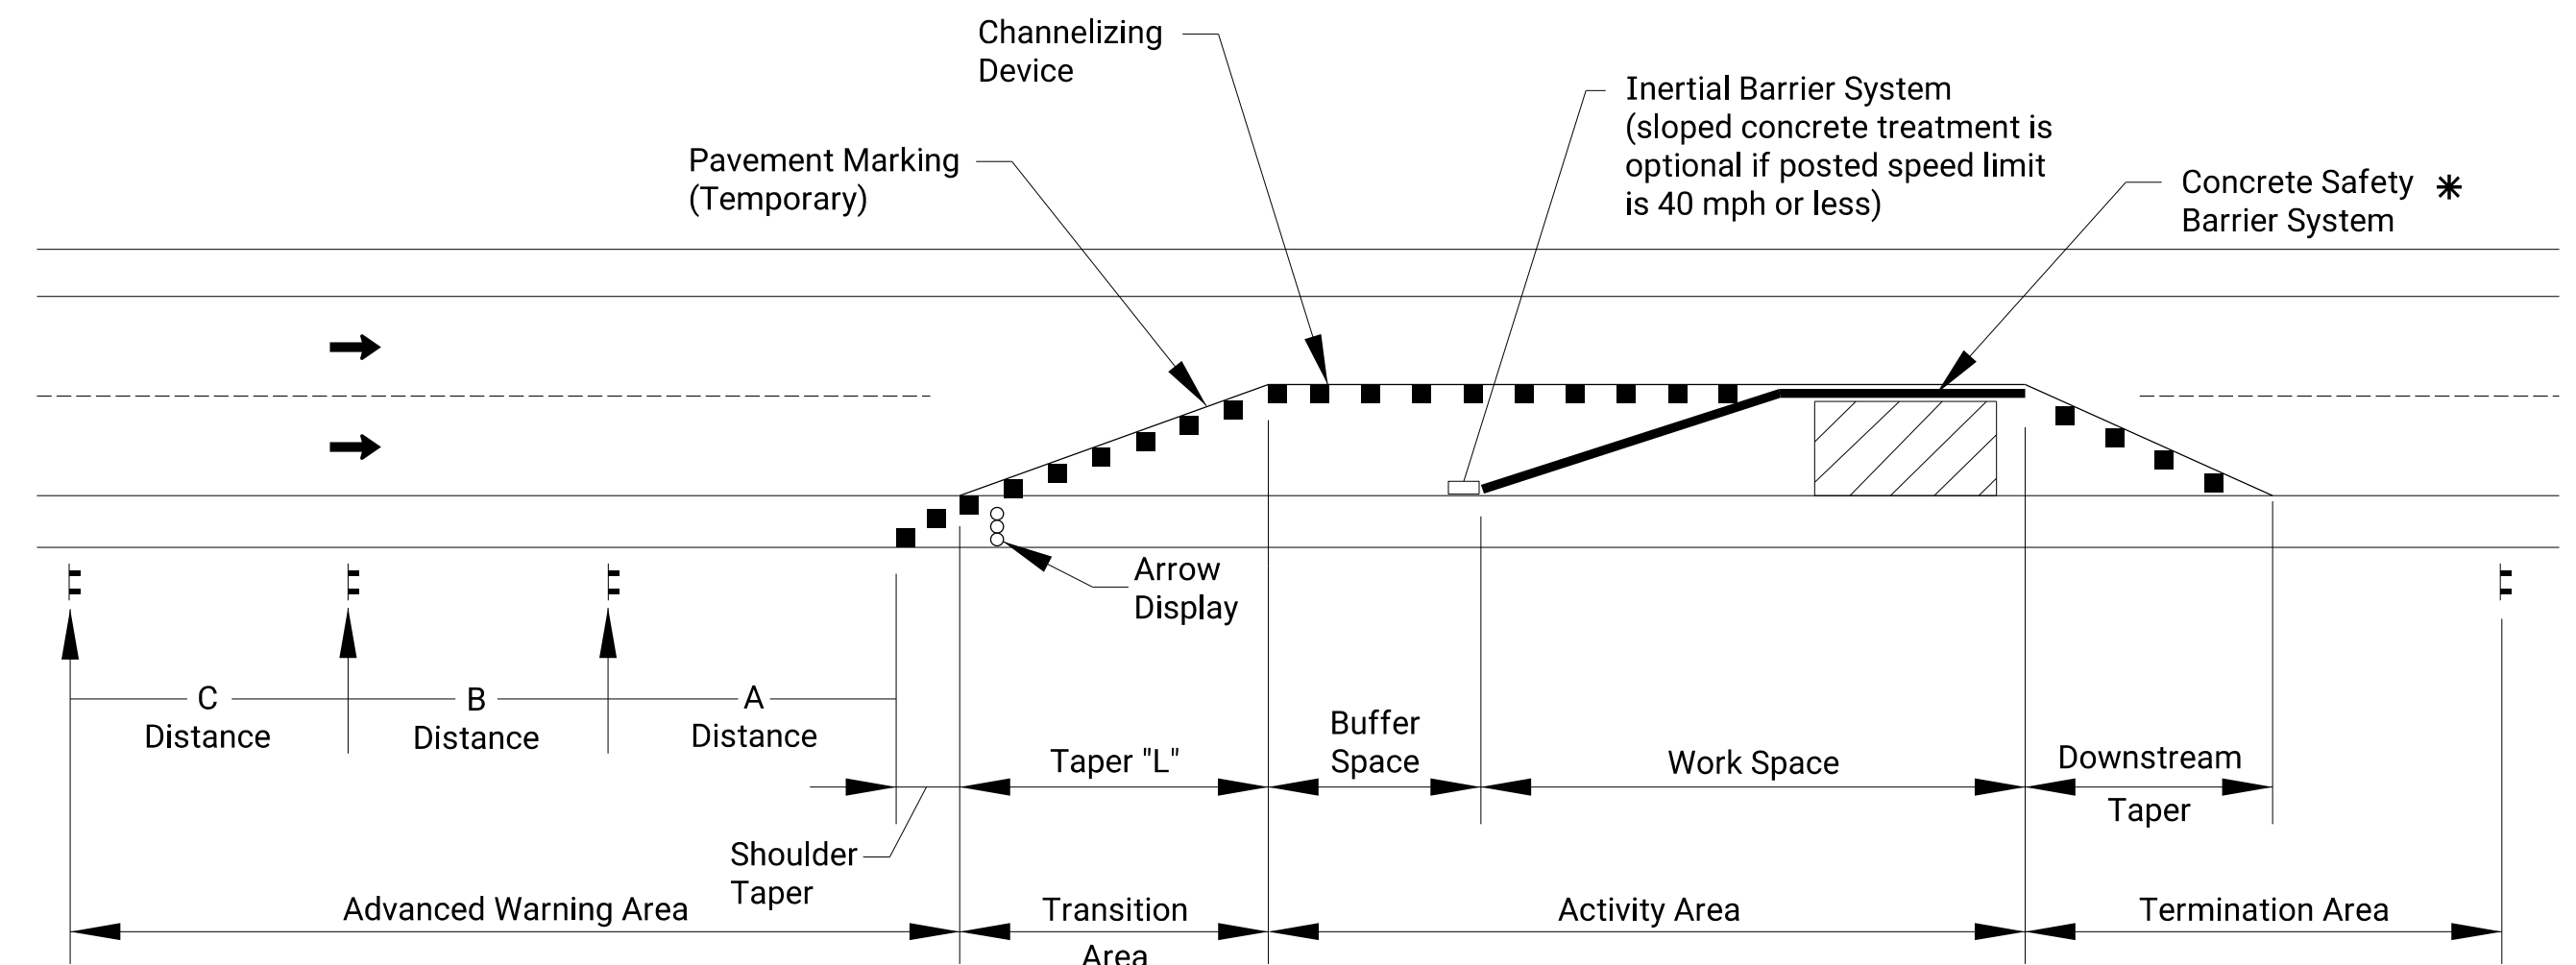 Channelizing
Device
Inertial Barrier System
(sloped concrete treatment is
optional if posted speed limit
is 40 mph or less)
Pavement Marking
(Temporary)
Concrete Safety *
Barrier System
Arrow
Display
C
Distance
B
Distance
A
Distance
Buffer
Space
Taper "L"
Work Space
Downstream
Taper
Shoulder
Taper
Advanced Warning Area
Transition
Area
Activity Area
Termination Area